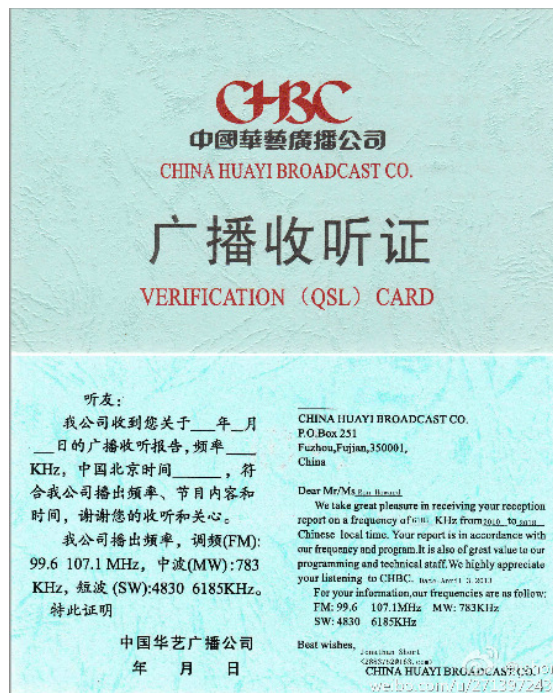 CHBC
中國華藝廣播公司
CHINA HUAYI BROADCAST CO.
广播收听证
VERIFICATION (QSL) CARD
听友:
我公司收到您关于___年_月
__日的广播收听报告,频率___
KHz,中国北京时间______,符
合我公司播出频率、节目内容和
时间,谢谢您的收听和关心。
我公司播出频率,调频(FM):
99.6 107.1 MHz,中波(MW):783
KHz,短波(SW):4830 6185KHz。
特此证明
中国华艺广播公司
年 月 日
CHINA HUAYI BROADCAST CO.
P.O.Box 251
Fuzhou,Fujian,350001,
China
Dear Mr/Ms Ron Howard
We take great pleasure in receiving your reception
report on a frequency of 6185 KHz from 2010 to
Chinese local time. Your report is in accordance with
our frequency and program.It is also of great value to our
programming and technical staff.We highly appreciate
your listening to CHBC. Date April 3.2013
For your information,our frequencies are as follow:
FM: 99.6 107.1MHz MW: 783KHz
SW: 4830 6185KHz
Best wishes, Jonathan Short
CHINA HUAYI BROADCAST CO.